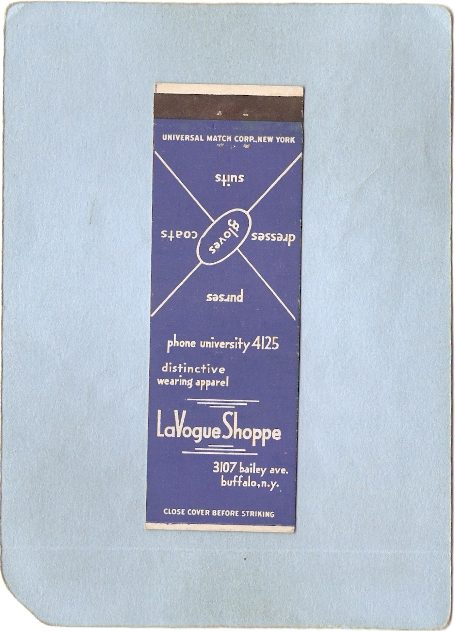 UNIVERSAL MATCH CORP., NEW YORK
suits
dresses gloves coats
purses
phone university 4125
distinctive
wearing apparel
LaVogue Shoppe
3107 bailey ave.
buffalo, n.y.
CLOSE COVER BEFORE STRIKING